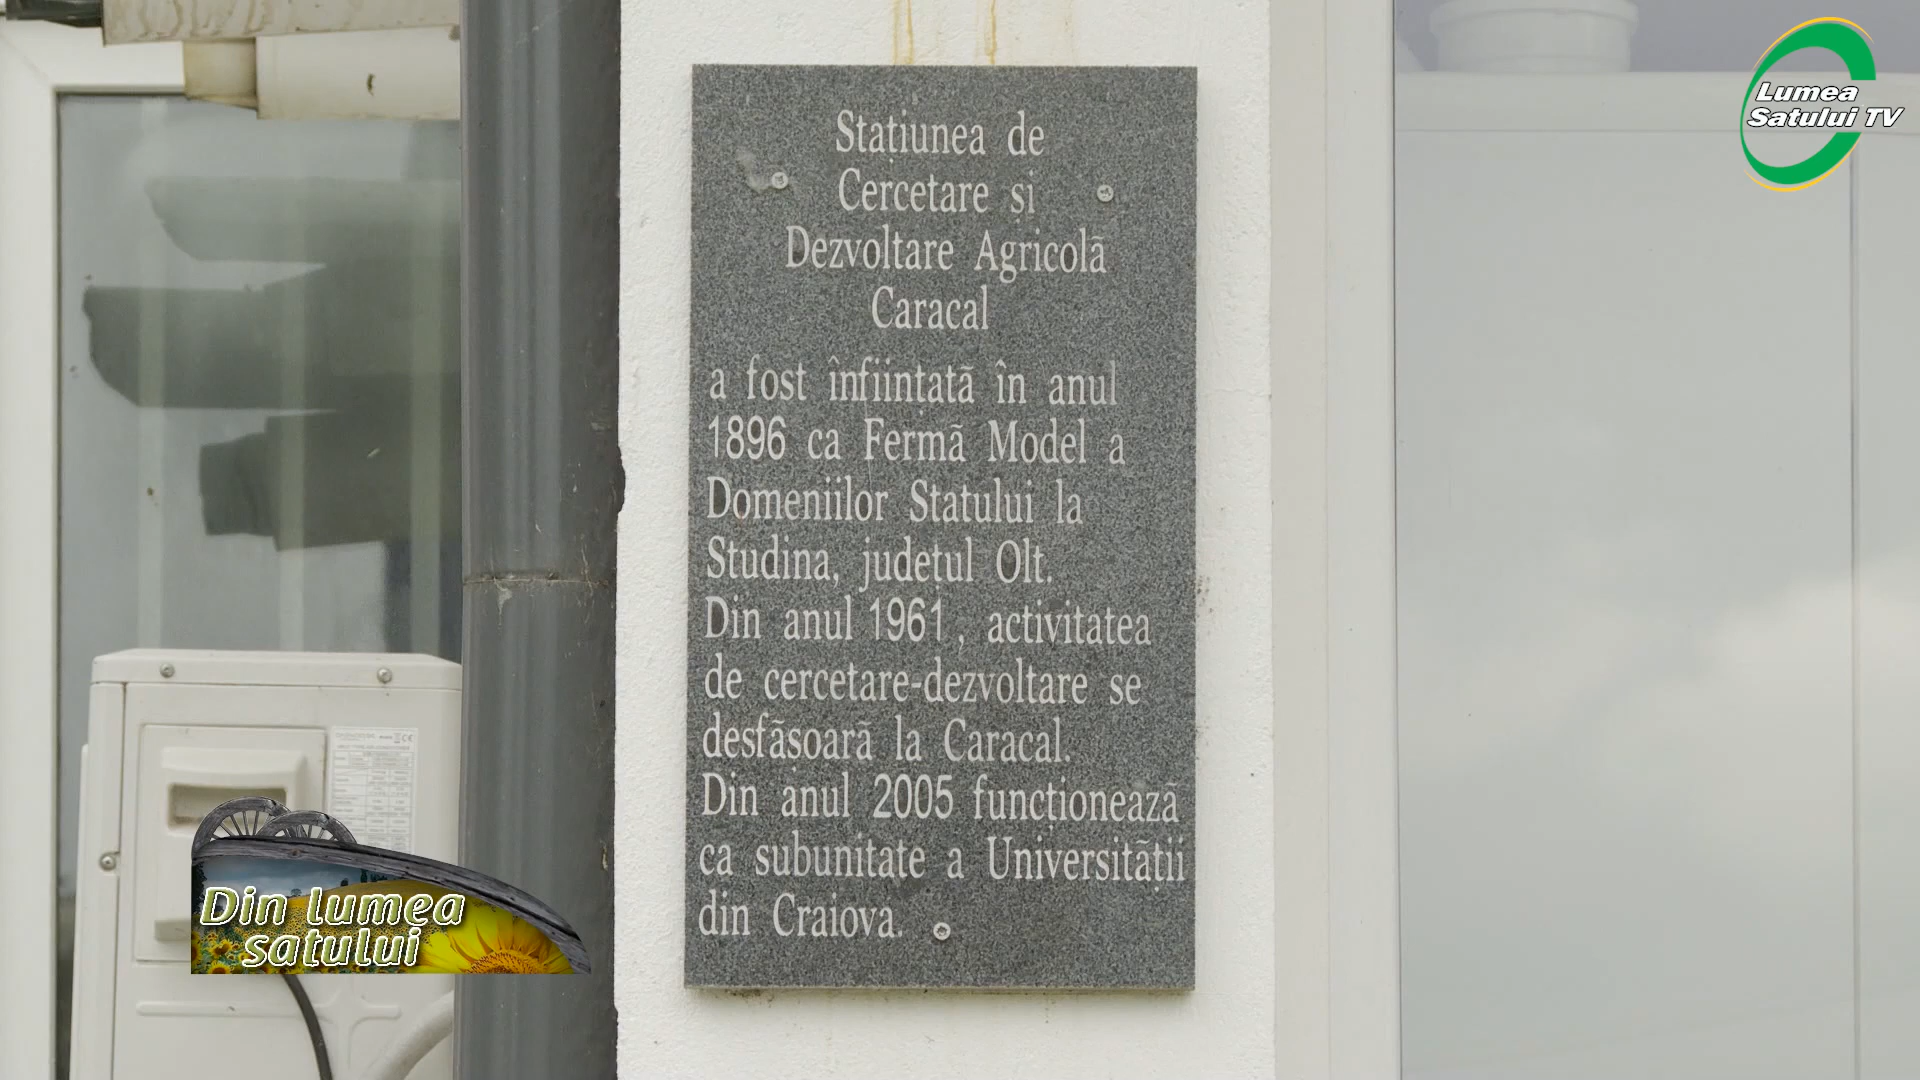 Lumea
Satului TV
Stațiunea de
Cercetare și
Dezvoltare Agricolă
Caracal
a fost înființată în anul
1896 ca Fermă Model a
Domeniilor Statului la
Studina, județul Olt.
Din anul 1961, activitatea
de cercetare-dezvoltare se
desfășoară la Caracal.
Din anul 2005 funcționează
ca subunitate a Universității
din Craiova.
Din lumea
satului